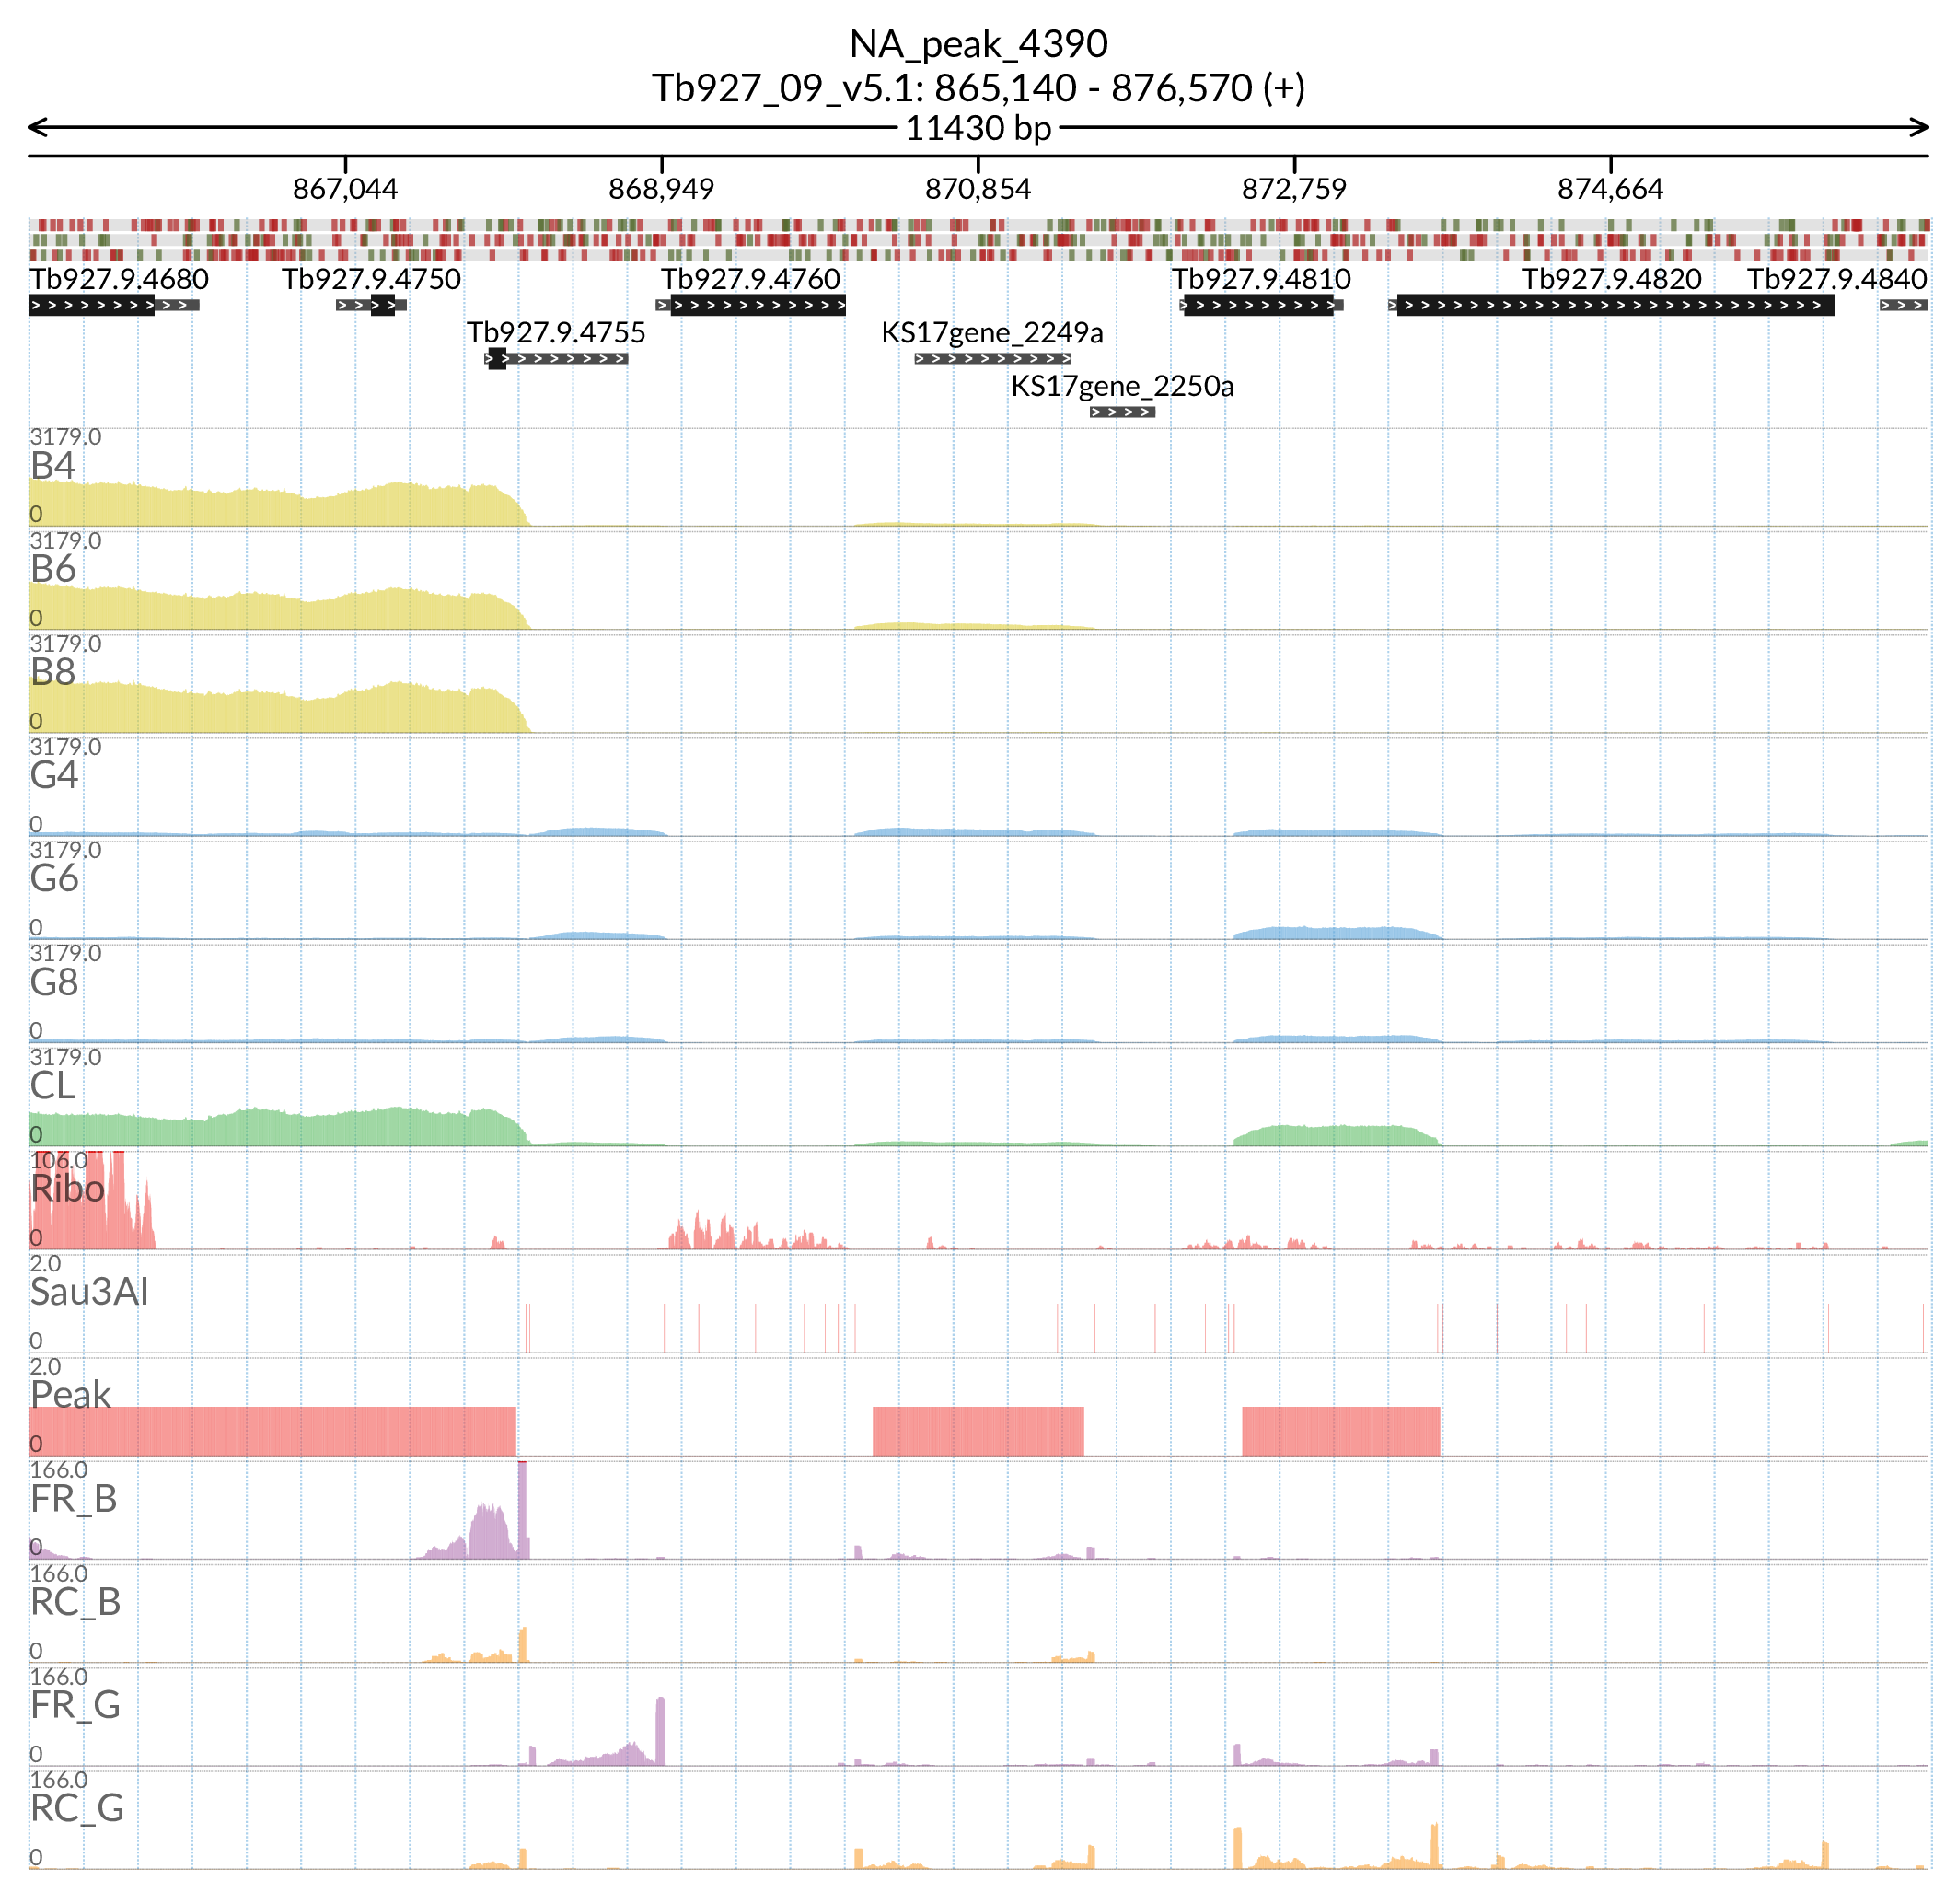 NA_peak_4390
Tb927_09_v5.1: 865,140 - 876,570 (+)
11430 bp
867,044 868,949 870,854 872,759 874,664
Tb927.9.4680 Tb927.9.4750 Tb927.9.4760 Tb927.9.4810 Tb927.9.4820 Tb927.9.4840
Tb927.9.4755 KS17gene_2249a
KS17gene_2250a
3179.0
B4
0
3179.0
B6
0
3179.0
B8
0
3179.0
G4
0
3179.0
G6
0
3179.0
G8
0
3179.0
CL
0
106.0
Ribo
0
2.0
Sau3AI
0
2.0
Peak
0
166.0
FR_B
0
166.0
RC_B
0
166.0
FR_G
0
166.0
RC_G
0